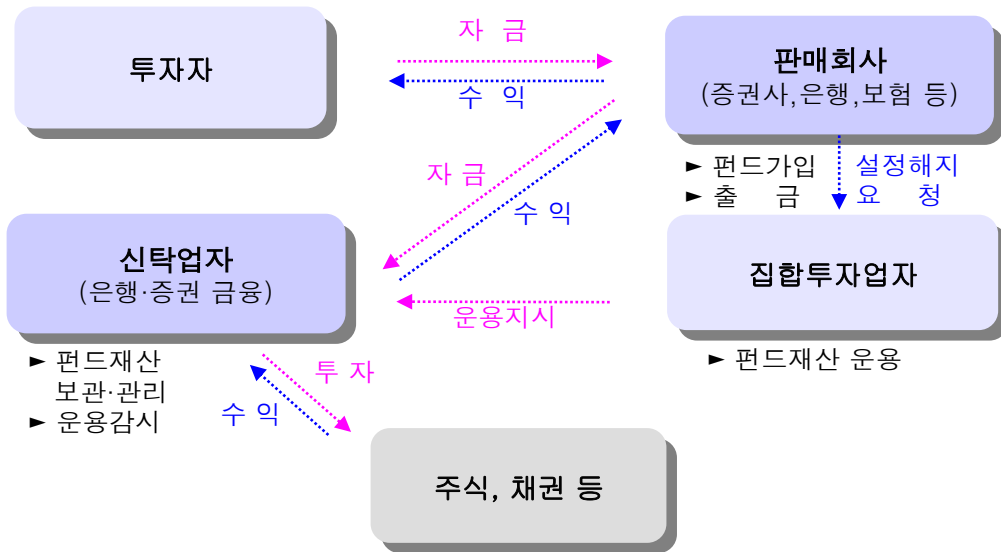 투자자
자 금
수 익
판매회사
(증권사,은행,보험 등)
► 펀드가입
► 출 금
설정해지
요 청
자 금
수 익
신탁업자
(은행·증권 금융)
집합투자업자
운용지시
► 펀드재산
보관·관리
► 운용감시
► 펀드재산 운용
투 자
수 익
주식, 채권 등